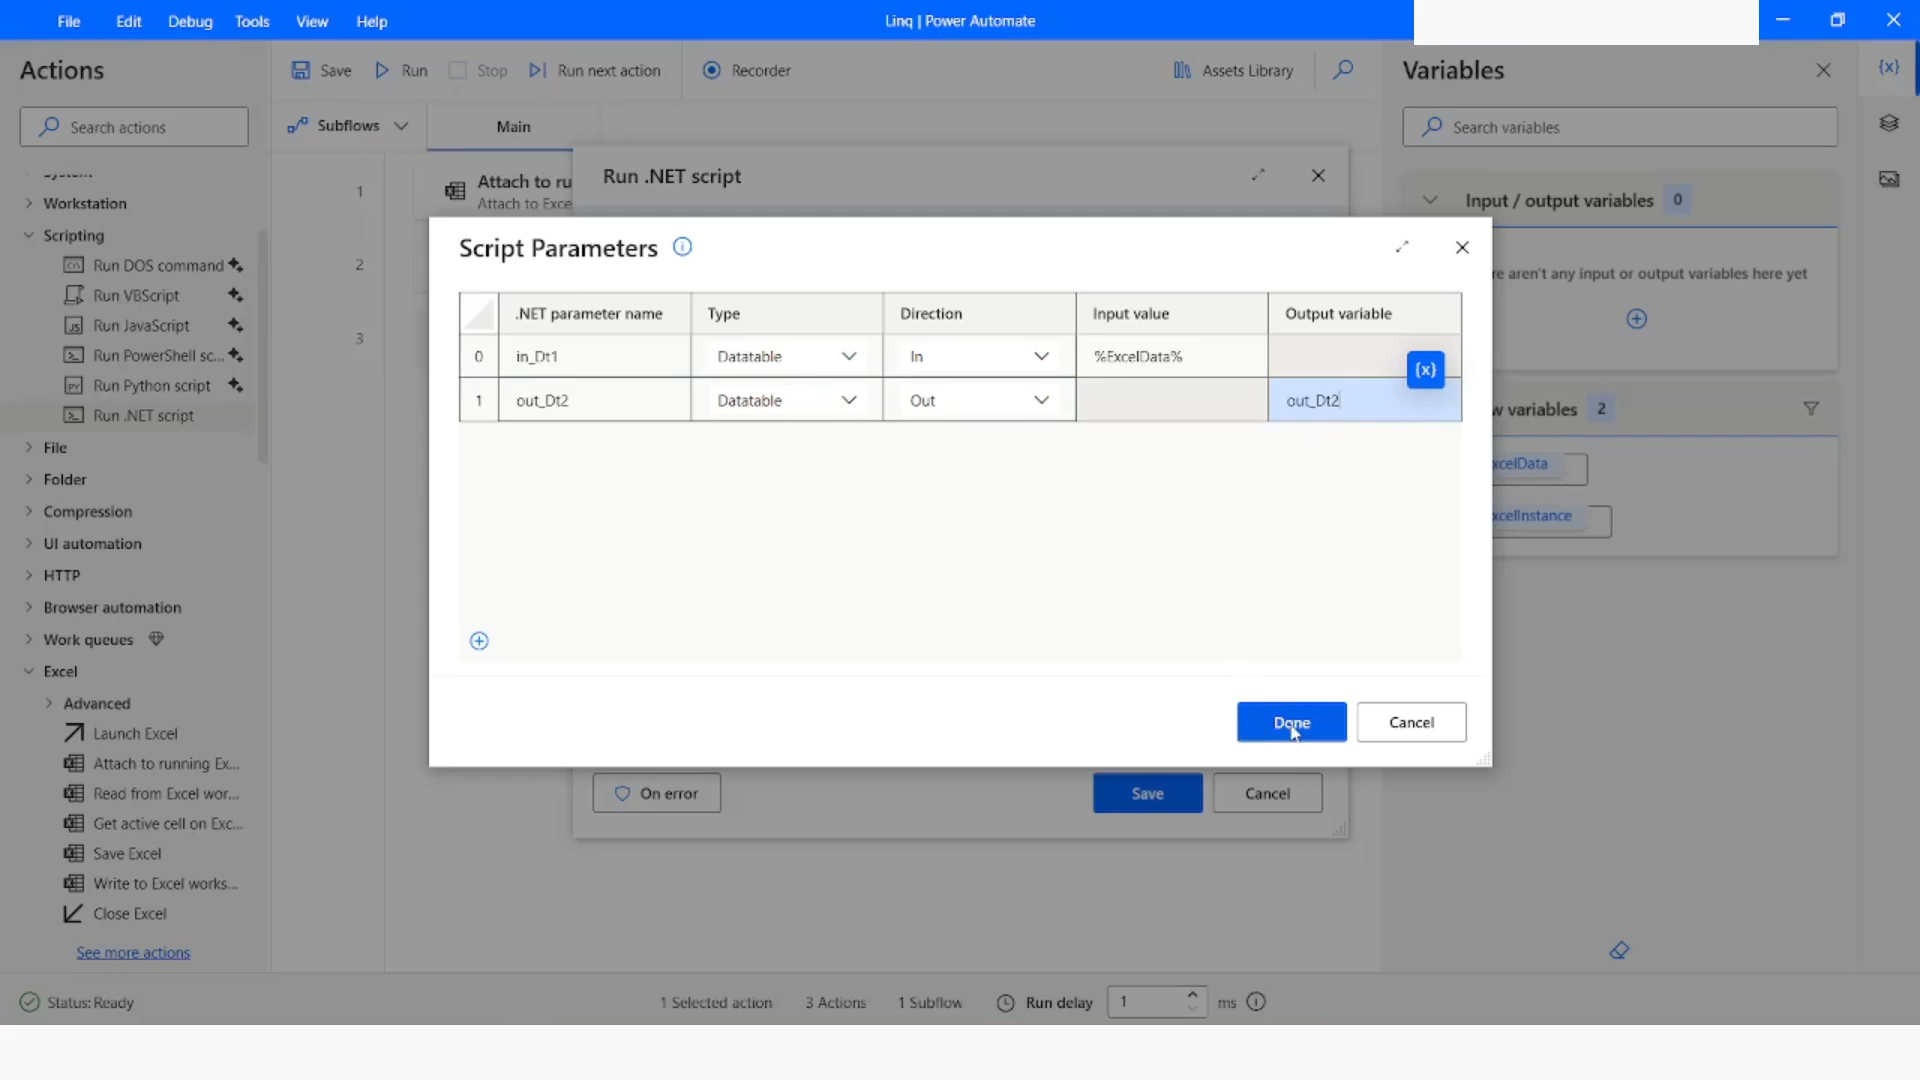 File Edit Debug Tools View Help Linq | Power Automate
Actions
Save Run Stop Run next action Recorder Assets Library
Variables
{x}
Search actions
Subflows Main
Search variables
System
Workstation
Scripting
Run DOS command
Run VBScript
Run JavaScript
Run PowerShell sc...
Run Python script
Run .NET script
File
Folder
Compression
UI automation
HTTP
Browser automation
Work queues
Excel
Advanced
Launch Excel
Attach to running Ex...
Read from Excel wor...
Get active cell on Exc...
Save Excel
Write to Excel works...
Close Excel
See more actions
1 Attach to ru
Attach to Exce
2
3
Run .NET script
Script Parameters
.NET parameter name Type Direction Input value Output variable
0 in_Dt1 Datatable In %ExcelData%
{x}
1 out_Dt2 Datatable Out out_Dt2
Done Cancel
On error Save Cancel
Input / output variables 0
re aren't any input or output variables here yet
w variables 2
xcelData
xcelInstance
Status: Ready 1 Selected action 3 Actions 1 Subflow Run delay 1 ms